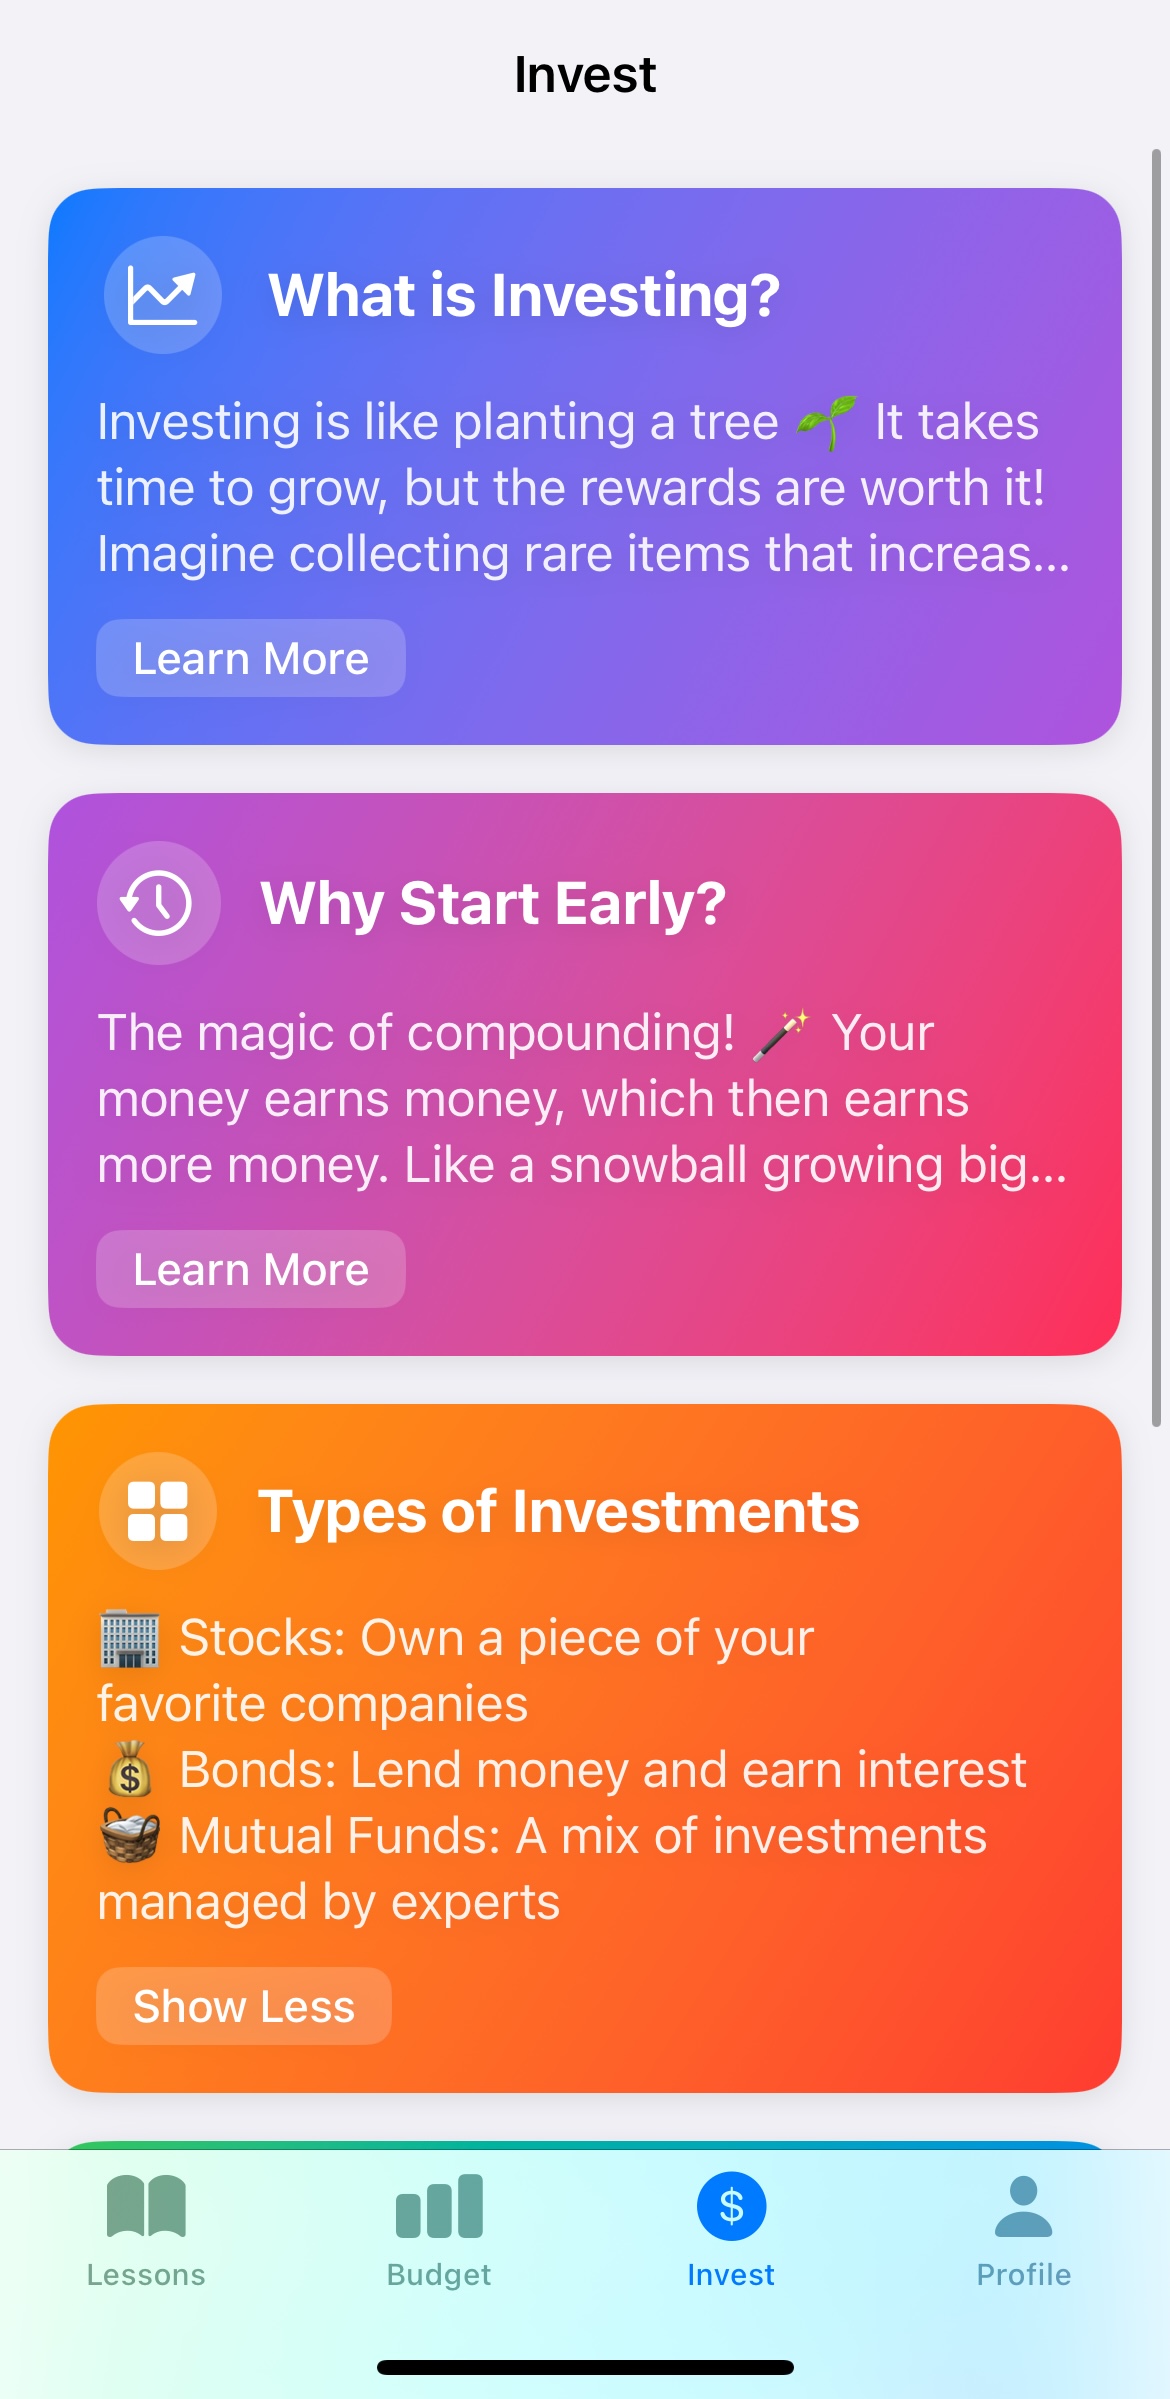 Invest
What is Investing?
Investing is like planting a tree 🌱 It takes
time to grow, but the rewards are worth it!
Imagine collecting rare items that increas...
Learn More
Why Start Early?
The magic of compounding! 🪄 Your
money earns money, which then earns
more money. Like a snowball growing big...
Learn More
Types of Investments
🏢 Stocks: Own a piece of your
favorite companies
💰 Bonds: Lend money and earn interest
🧺 Mutual Funds: A mix of investments
managed by experts
Show Less
Lessons
Budget
Invest
Profile